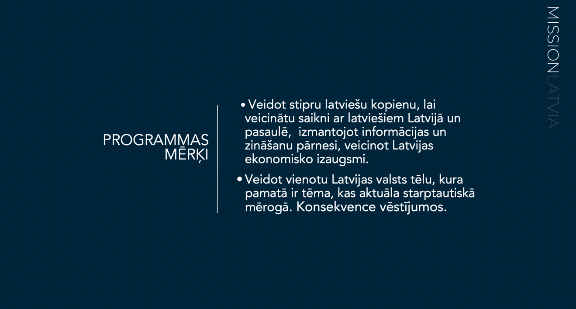 MISSION LATVIA
PROGRAMMAS
MĒRĶI
• Veidot stipru latviešu kopienu, lai
veicinātu saikni ar latviešiem Latvijā un
pasaulē, izmantojot informācijas un
zināšanu pārnesi, veicinot Latvijas
ekonomisko izaugsmi.
• Veidot vienotu Latvijas valsts tēlu, kura
pamatā ir tēma, kas aktuāla starptautiskā
mērogā. Konsekvence vēstījumos.